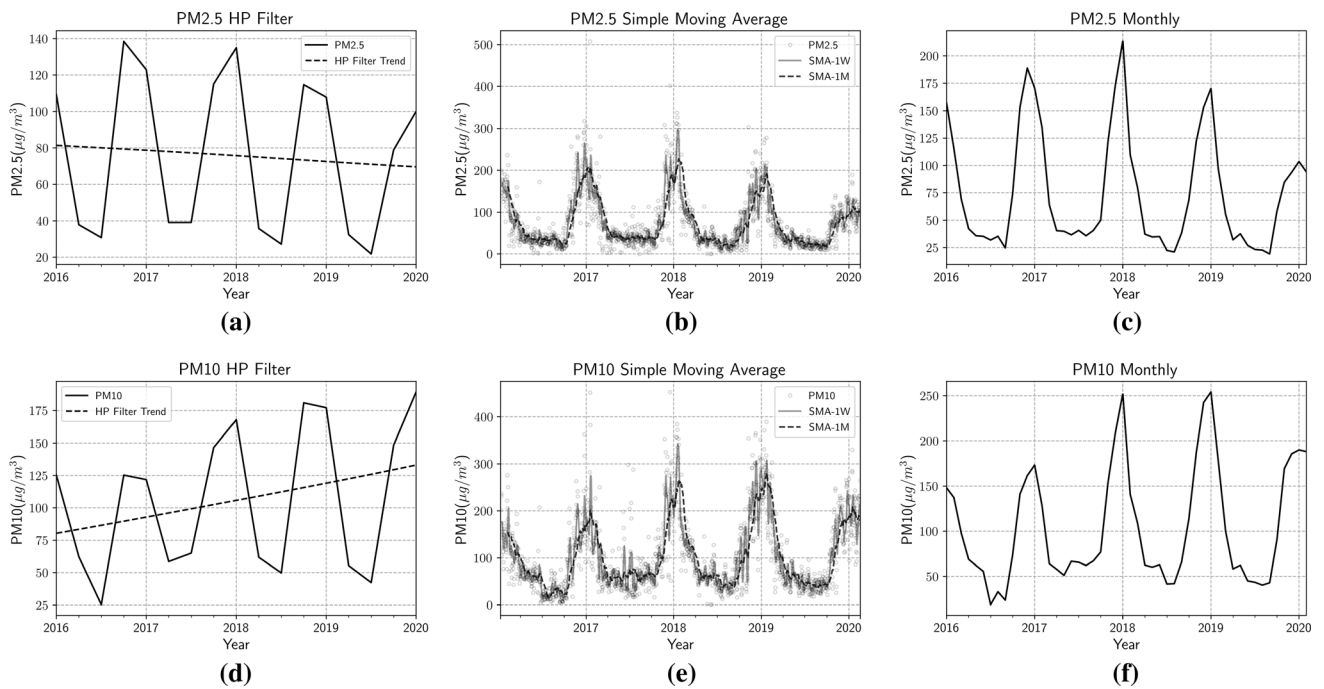 PM2.5 HP Filter
PM2.5(μg/m³)
140
120
100
80
60
40
20
PM2.5
HP Filter Trend
2016 2017 2018 2019 2020
Year
(a)
PM2.5 Simple Moving Average
PM2.5(μg/m³)
500
400
300
200
100
0
PM2.5
SMA-1W
SMA-1M
2017 2018 2019 2020
Year
(b)
PM2.5 Monthly
PM2.5(μg/m³)
200
175
150
125
100
75
50
25
2016 2017 2018 2019 2020
Year
(c)
PM10 HP Filter
PM10(μg/m³)
175
150
125
100
75
50
25
PM10
HP Filter Trend
2016 2017 2018 2019 2020
Year
(d)
PM10 Simple Moving Average
PM10(μg/m³)
400
300
200
100
0
PM10
SMA-1W
SMA-1M
2017 2018 2019 2020
Year
(e)
PM10 Monthly
PM10(μg/m³)
250
200
150
100
50
2016 2017 2018 2019 2020
Year
(f)